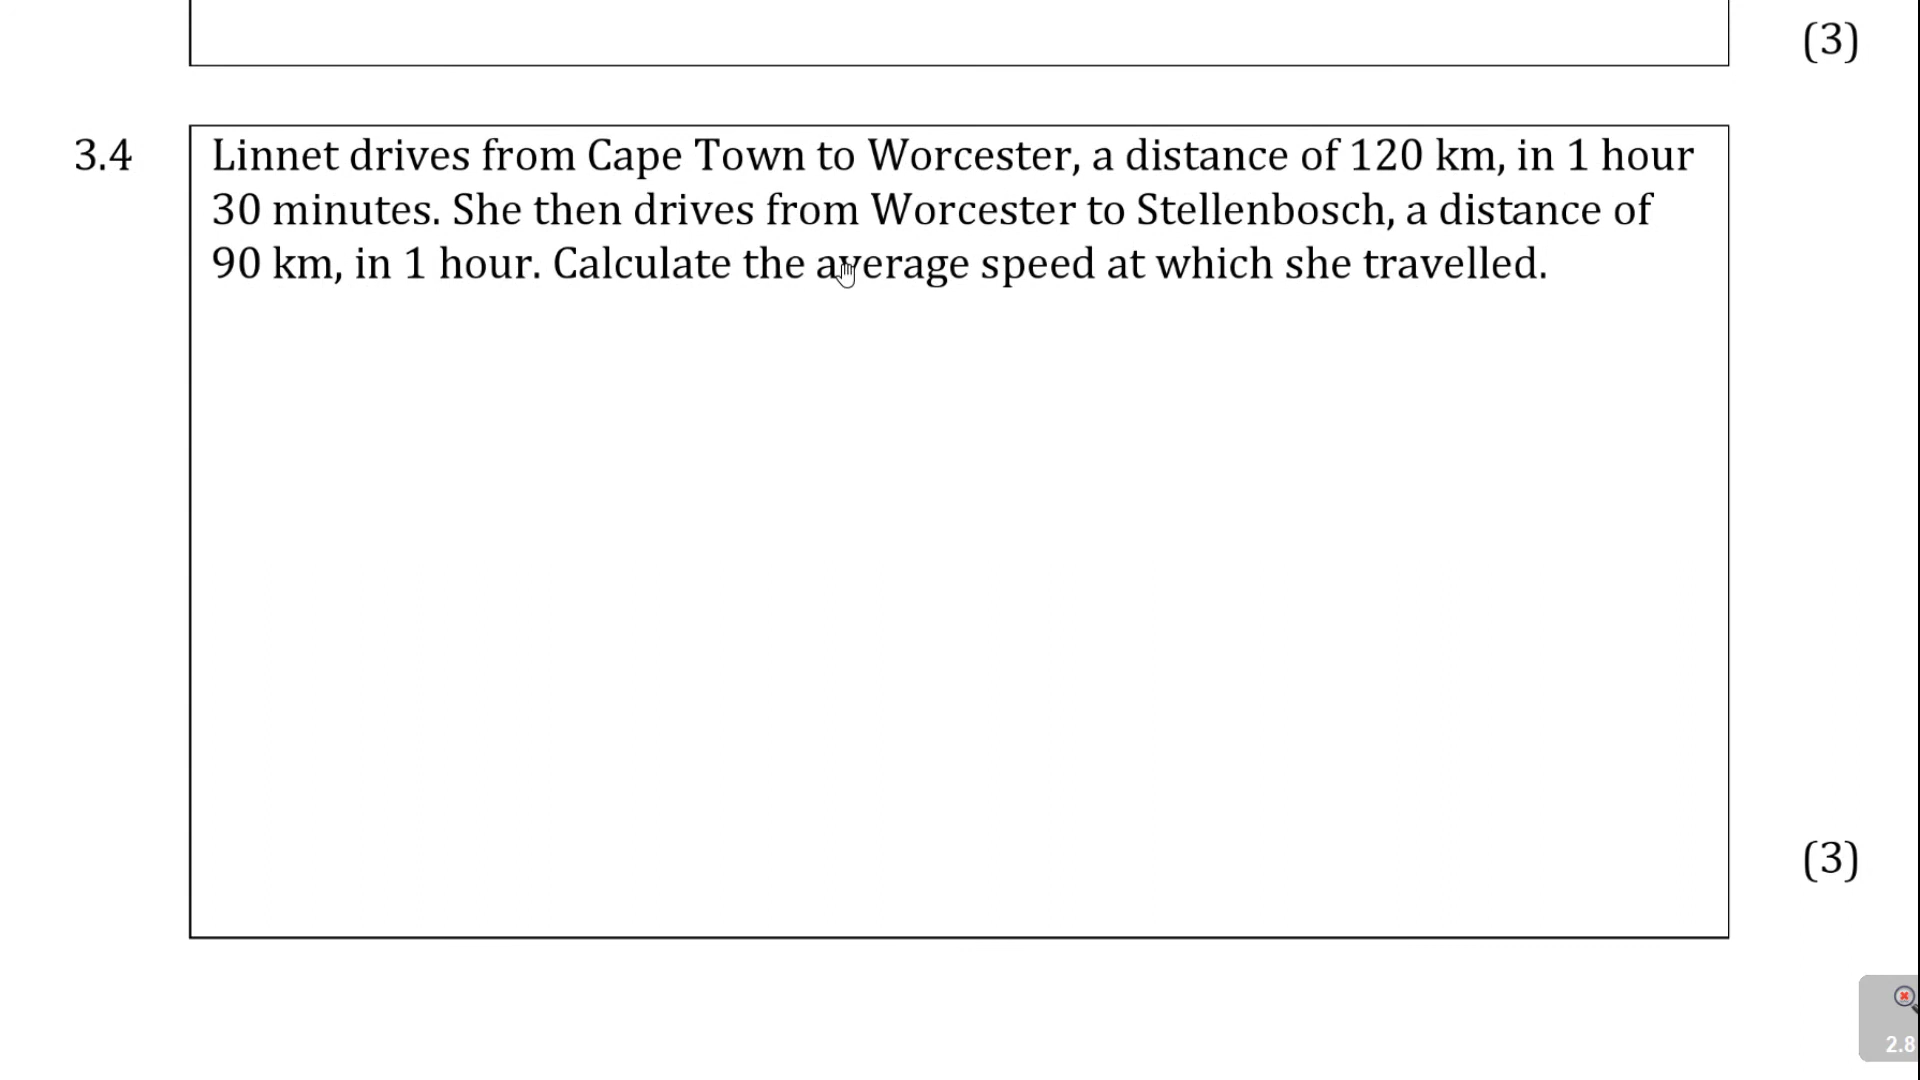 (3)
3.4
Linnet drives from Cape Town to Worcester, a distance of 120 km, in 1 hour
30 minutes. She then drives from Worcester to Stellenbosch, a distance of
90 km, in 1 hour. Calculate the average speed at which she travelled.
(3)
2.8